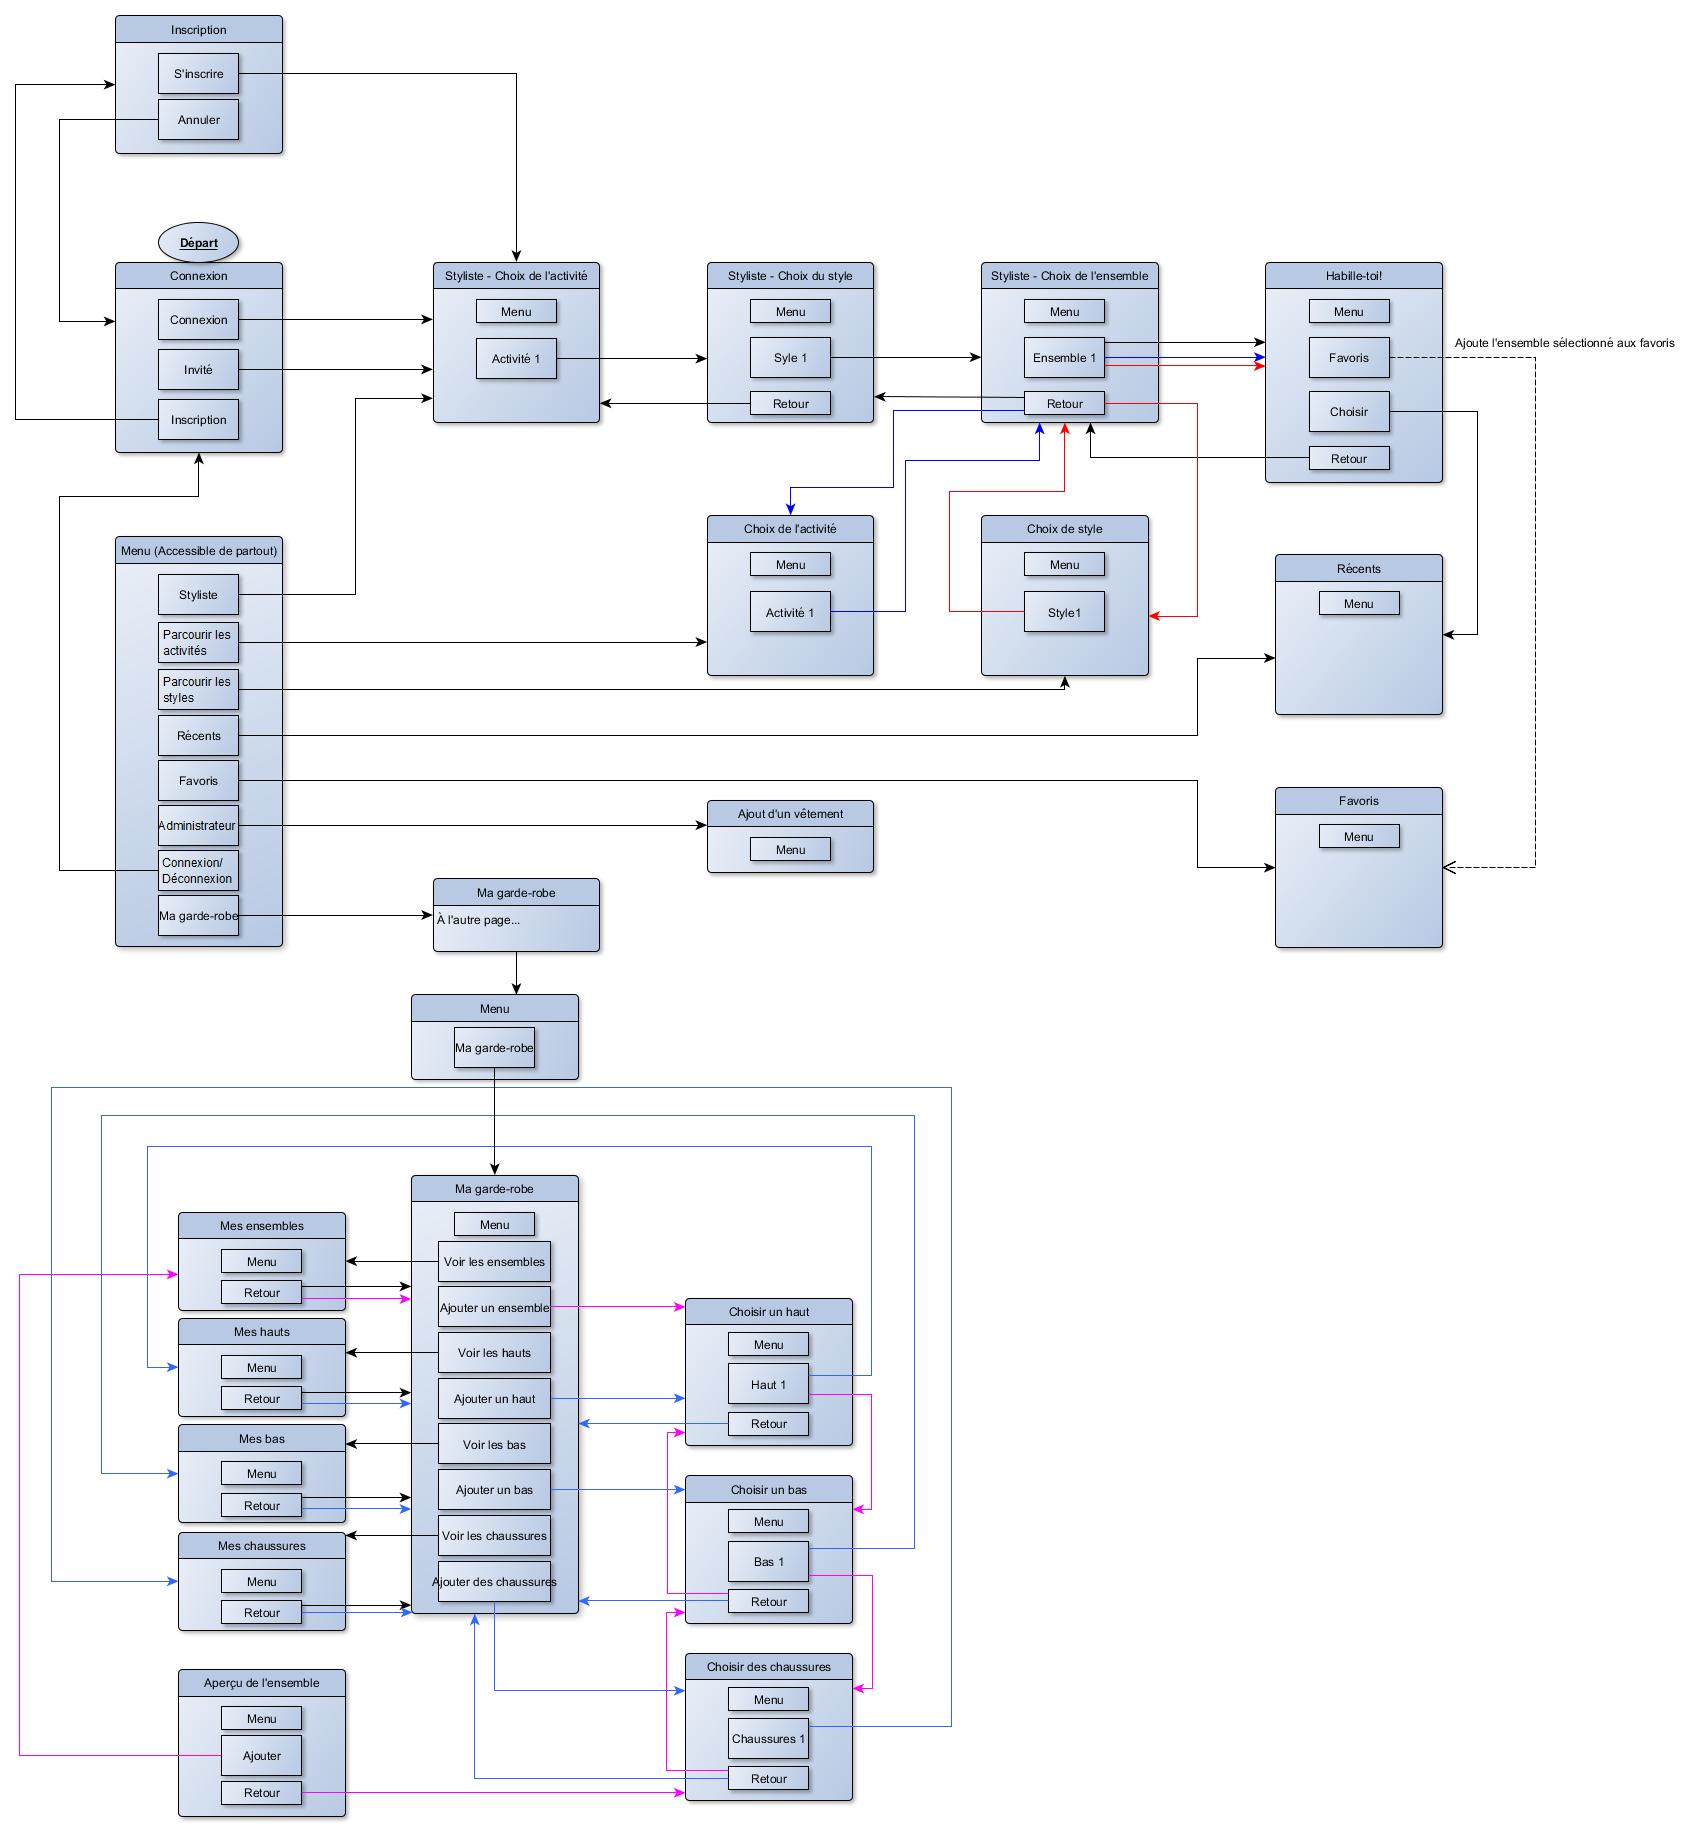 Inscription
S'inscrire
Annuler
Départ
Connexion
Connexion
Invité
Inscription
Styliste - Choix de l'activité
Menu
Activité 1
Styliste - Choix du style
Menu
Syle 1
Retour
Styliste - Choix de l'ensemble
Menu
Ensemble 1
Retour
Habille-toi!
Menu
Favoris
Choisir
Retour
Ajoute l'ensemble sélectionné aux favoris
Menu (Accessible de partout)
Styliste
Parcourir les
activités
Parcourir les
styles
Récents
Favoris
Administrateur
Connexion/
Déconnexion
Ma garde-robe
Choix de l'activité
Menu
Activité 1
Choix de style
Menu
Style1
Récents
Menu
Ajout d'un vêtement
Menu
Favoris
Menu
Ma garde-robe
À l'autre page...
Menu
Ma garde-robe
Ma garde-robe
Menu
Voir les ensembles
Ajouter un ensemble
Voir les hauts
Ajouter un haut
Voir les bas
Ajouter un bas
Voir les chaussures
Ajouter des chaussures
Mes ensembles
Menu
Retour
Mes hauts
Menu
Retour
Mes bas
Menu
Retour
Mes chaussures
Menu
Retour
Aperçu de l'ensemble
Menu
Ajouter
Retour
Choisir un haut
Menu
Haut 1
Retour
Choisir un bas
Menu
Bas 1
Retour
Choisir des chaussures
Menu
Chaussures 1
Retour